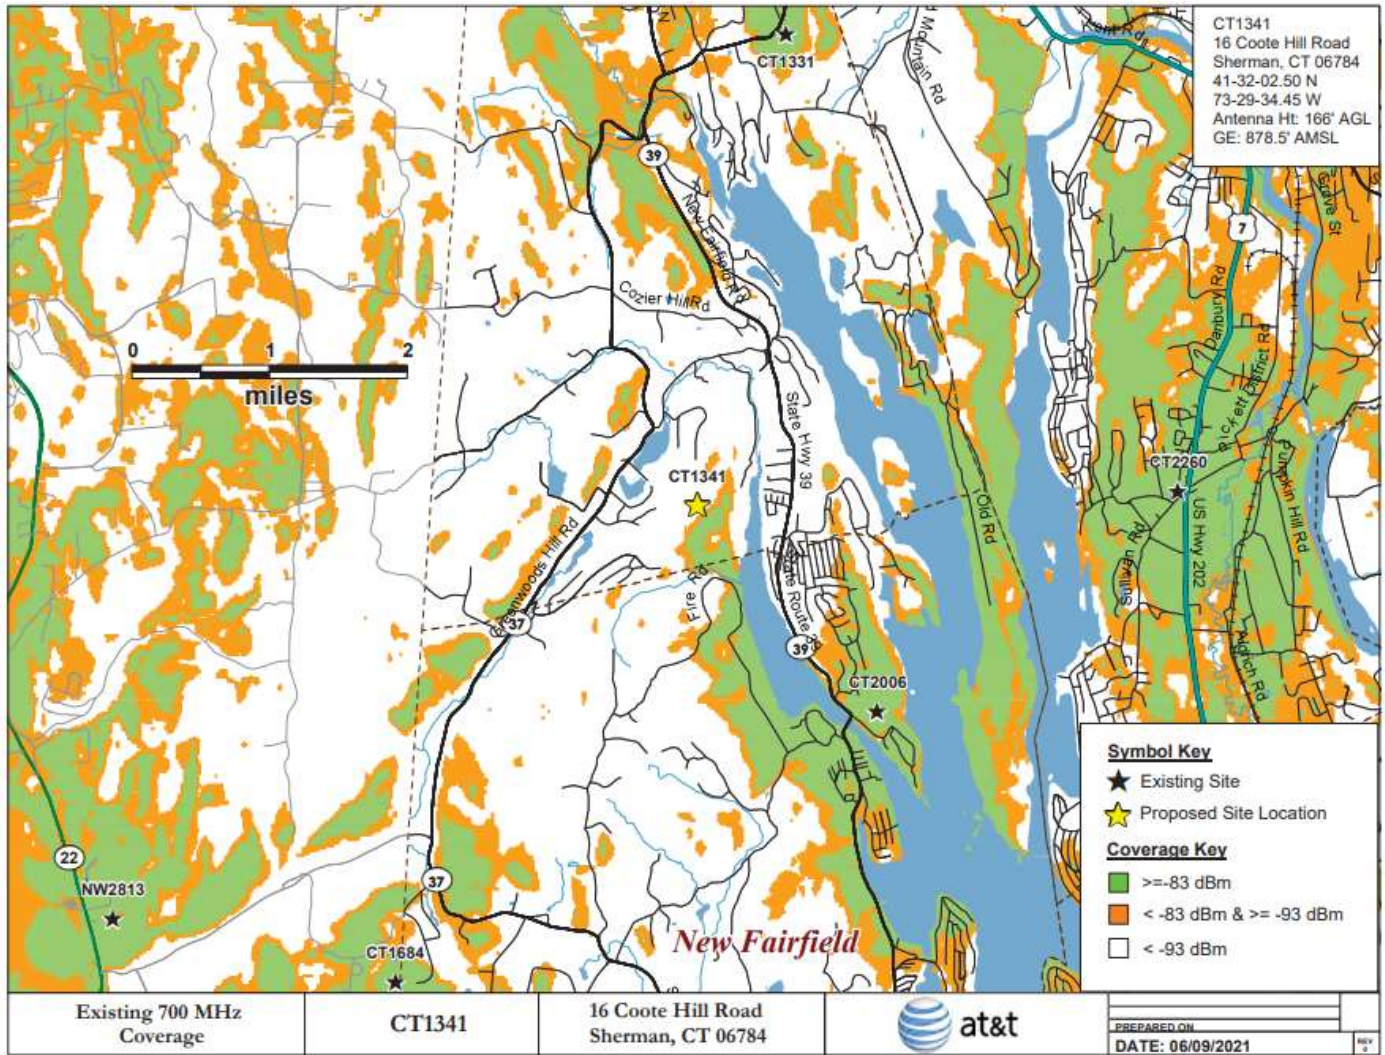 CT1341
16 Coote Hill Road
Sherman, CT 06784
41-32-02.50 N
73-29-34.45 W
Antenna Ht: 166' AGL
GE: 878.5' AMSL
CT1331
Kent Rd
Mountain Rd
Grove St
39
New Fairfield Rd
7
Danbury Rd
Cozier Hill Rd
0 1 2
miles
State Hwy 39
CT2260
CT1341
Old Rd
Pumpkin Hill Rd
US Hwy 202
Sullivan Rd
Greenwoods Hill Rd
State Route 39
Fire Rd
37
39
Aldrich Rd
CT2006
22
NW2813
37
CT1684
New Fairfield
Symbol Key
Existing Site
Proposed Site Location
Coverage Key
>=-83 dBm
< -83 dBm & >= -93 dBm
< -93 dBm
Existing 700 MHz
Coverage
CT1341
16 Coote Hill Road
Sherman, CT 06784
at&t
PREPARED ON
DATE: 06/09/2021
REV
0